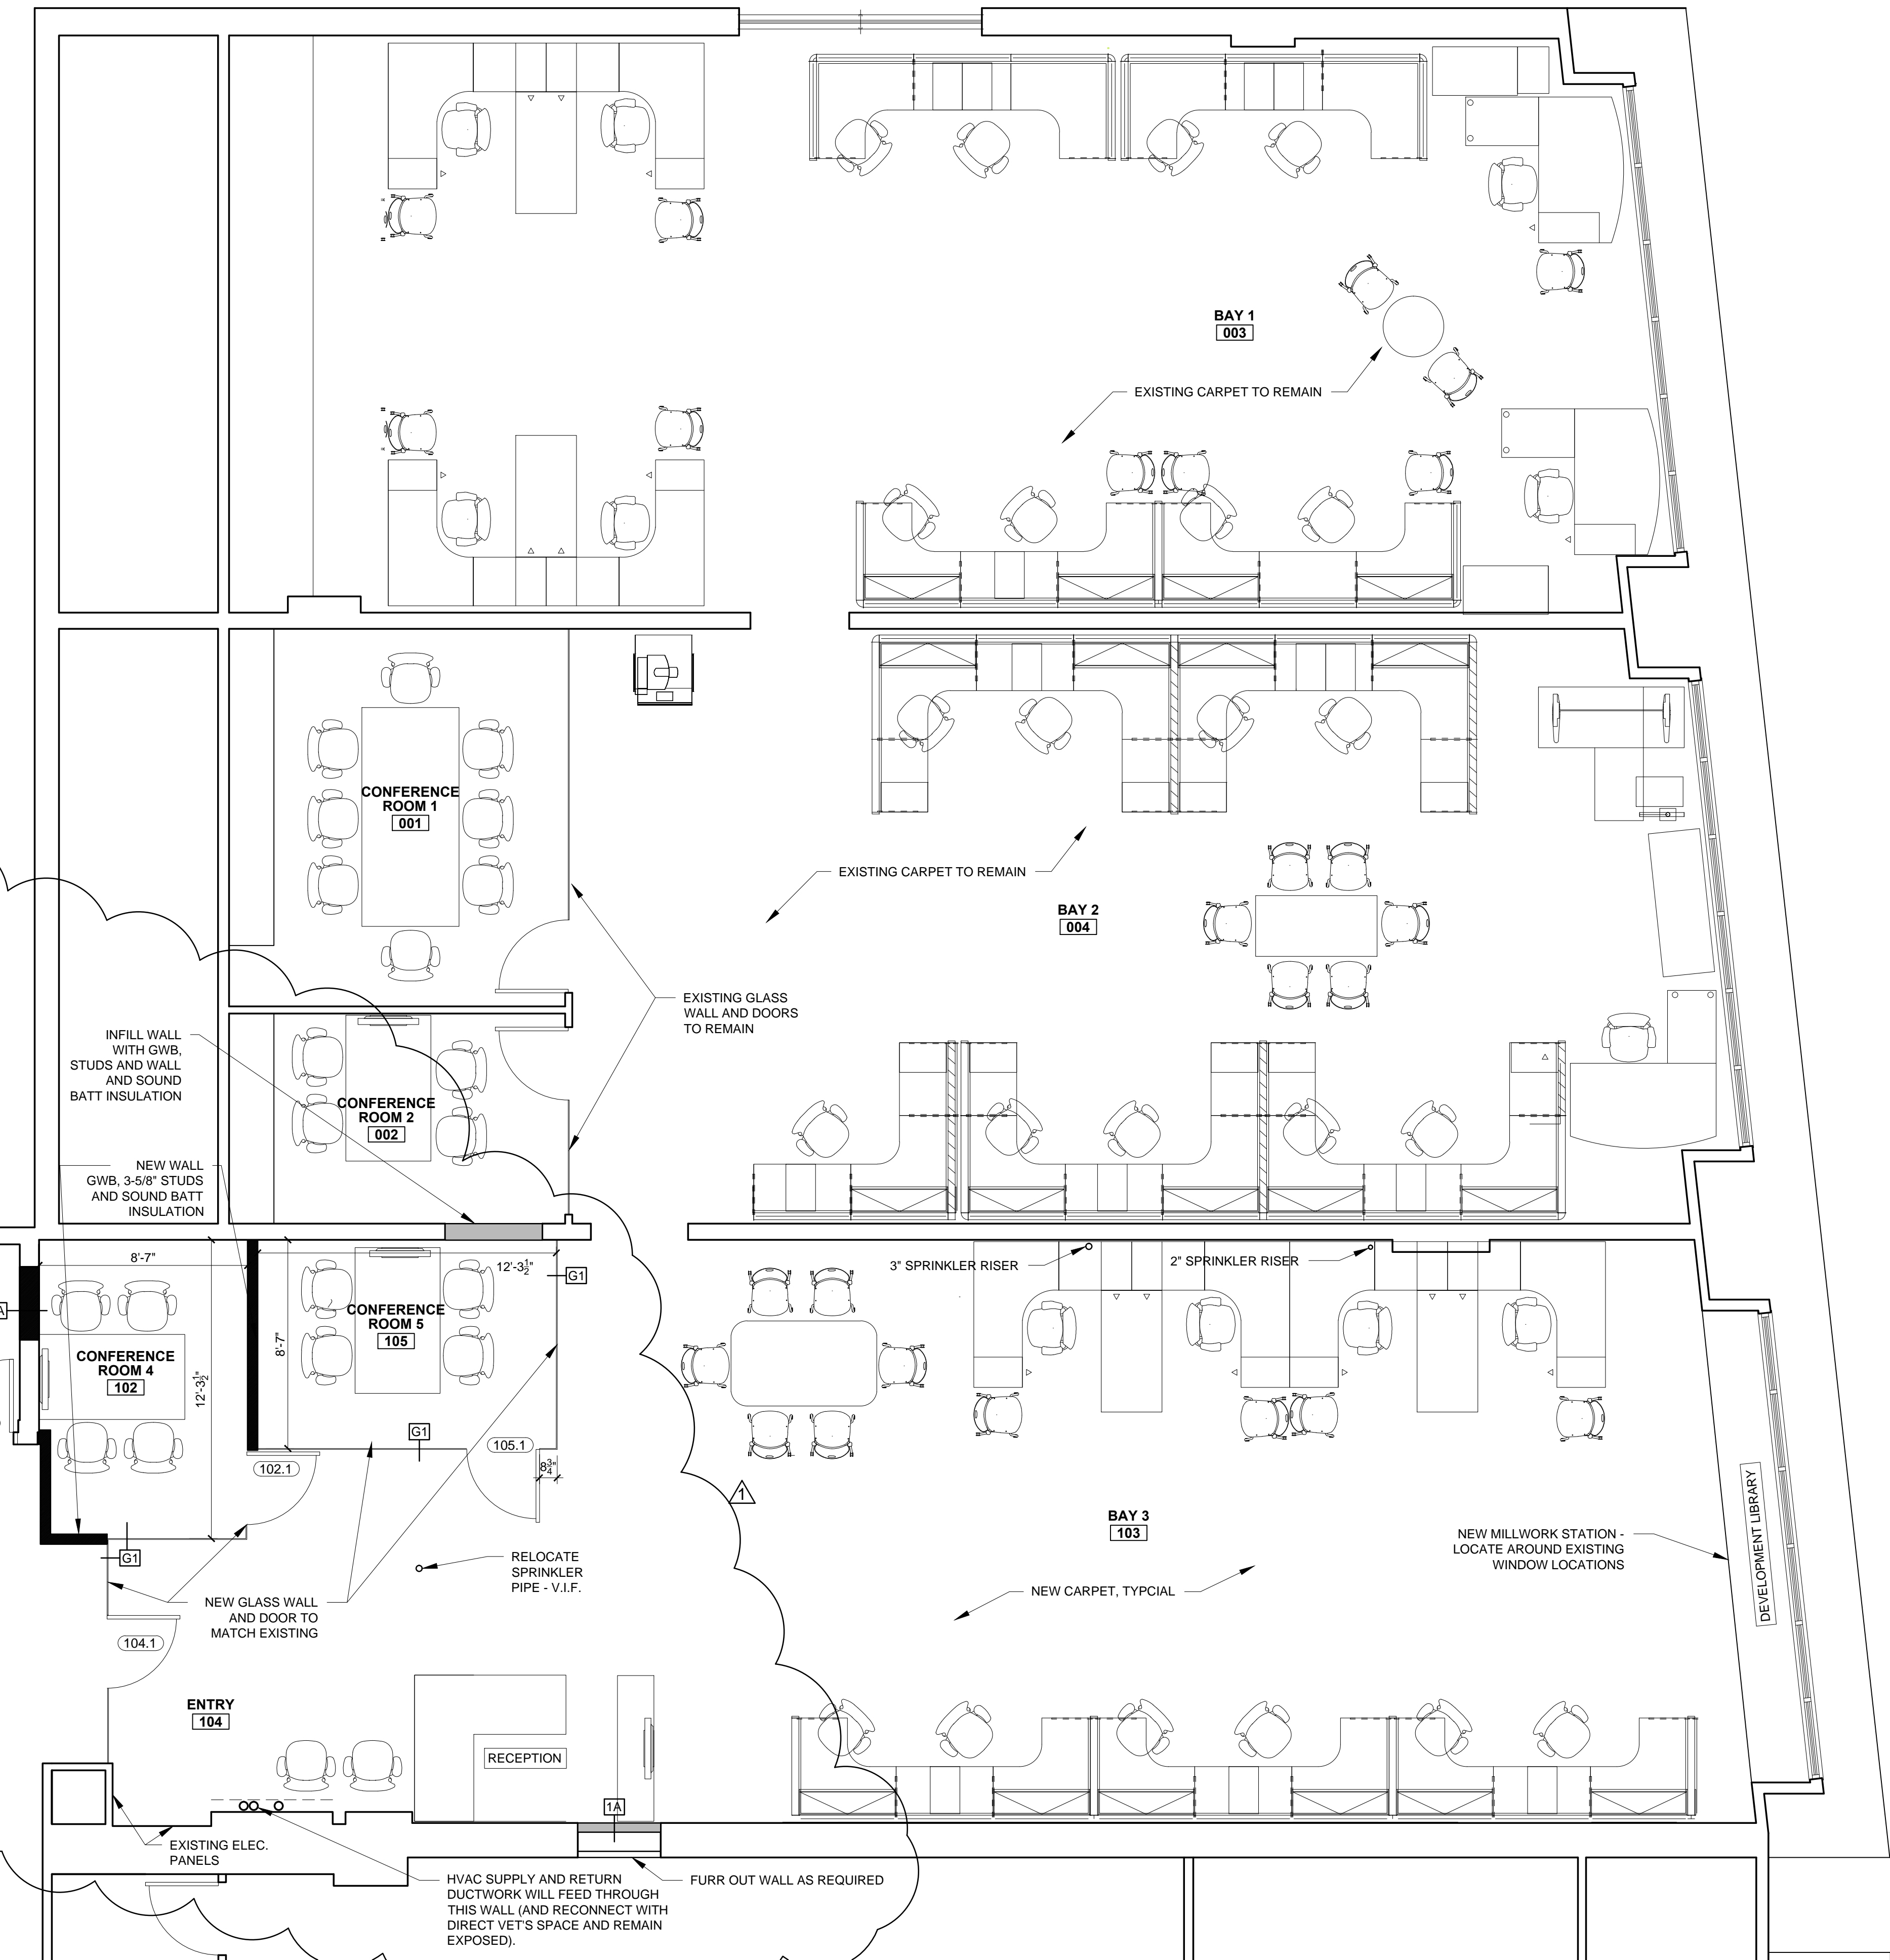 BAY 1
003
EXISTING CARPET TO REMAIN
CONFERENCE
ROOM 1
001
EXISTING CARPET TO REMAIN
BAY 2
004
EXISTING GLASS
WALL AND DOORS
TO REMAIN
INFILL WALL
WITH GWB,
STUDS AND WALL
AND SOUND
BATT INSULATION
CONFERENCE
ROOM 2
002
NEW WALL
GWB, 3-5/8" STUDS
AND SOUND BATT
INSULATION
8'-7"
12'-3 1/2"
G1
3" SPRINKLER RISER
2" SPRINKLER RISER
A
CONFERENCE
ROOM 5
105
8'-7"
CONFERENCE
ROOM 4
102
12'-3 1/2"
G1
105.1
102.1
8 3/4"
1
BAY 3
103
DEVELOPMENT LIBRARY
NEW MILLWORK STATION -
LOCATE AROUND EXISTING
WINDOW LOCATIONS
G1
RELOCATE
SPRINKLER
PIPE - V.I.F.
NEW CARPET, TYPCIAL
NEW GLASS WALL
AND DOOR TO
MATCH EXISTING
104.1
ENTRY
104
RECEPTION
1A
EXISTING ELEC.
PANELS
HVAC SUPPLY AND RETURN
DUCTWORK WILL FEED THROUGH
THIS WALL (AND RECONNECT WITH
DIRECT VET'S SPACE AND REMAIN
EXPOSED).
FURR OUT WALL AS REQUIRED